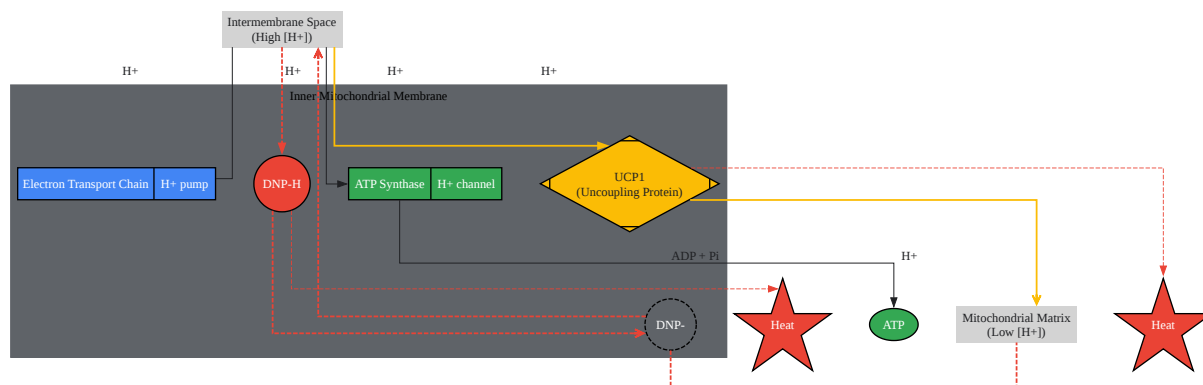 Intermembrane Space
(High [H+])
H+
H+
H+
H+
Inner Mitochondrial Membrane
Electron Transport Chain
H+ pump
DNP-H
ATP Synthase
H+ channel
UCP1
(Uncoupling Protein)
ADP + Pi
H+
DNP-
Heat
ATP
Mitochondrial Matrix
(Low [H+])
Heat